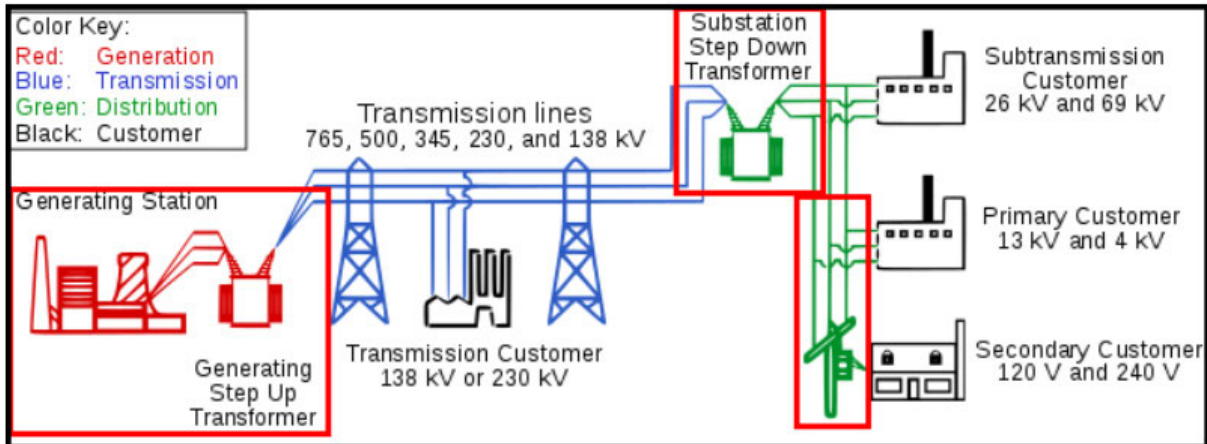 Color Key:
Red: Generation
Blue: Transmission
Green: Distribution
Black: Customer
Substation
Step Down
Transformer
Subtransmission
Customer
26 kV and 69 kV
Transmission lines
765, 500, 345, 230, and 138 kV
Generating Station
Primary Customer
13 kV and 4 kV
Generating
Step Up
Transformer
Transmission Customer
138 kV or 230 kV
Secondary Customer
120 V and 240 V